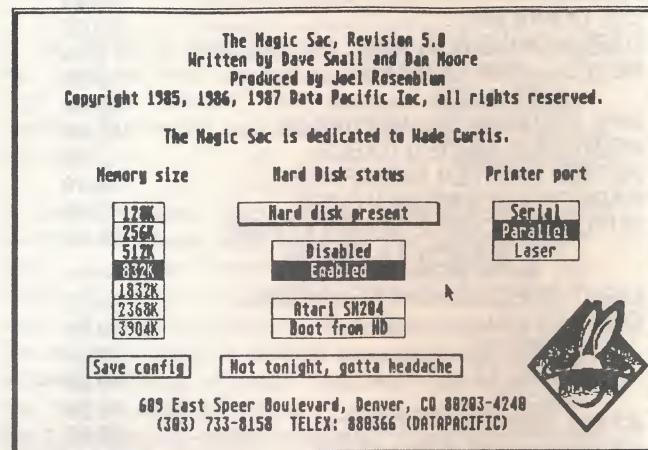 The Magic Sac, Revision 5.0
Written by Dave Small and Dan Moore
Produced by Joel Rosenblum
Copyright 1985, 1986, 1987 Data Pacific Inc, all rights reserved.
The Magic Sac is dedicated to Wade Curtis.
Memory size Hard Disk status Printer port
128K Hard disk present Serial
256K Parallel
512K Disabled Laser
832K Enabled
1832K
2368K Atari SH204
3904K Boot from HD
Save config Not tonight, gotta headache
609 East Speer Boulevard, Denver, CO 80203-4240
(303) 733-8158 TELEX: 880366 (DATAPACIFIC)